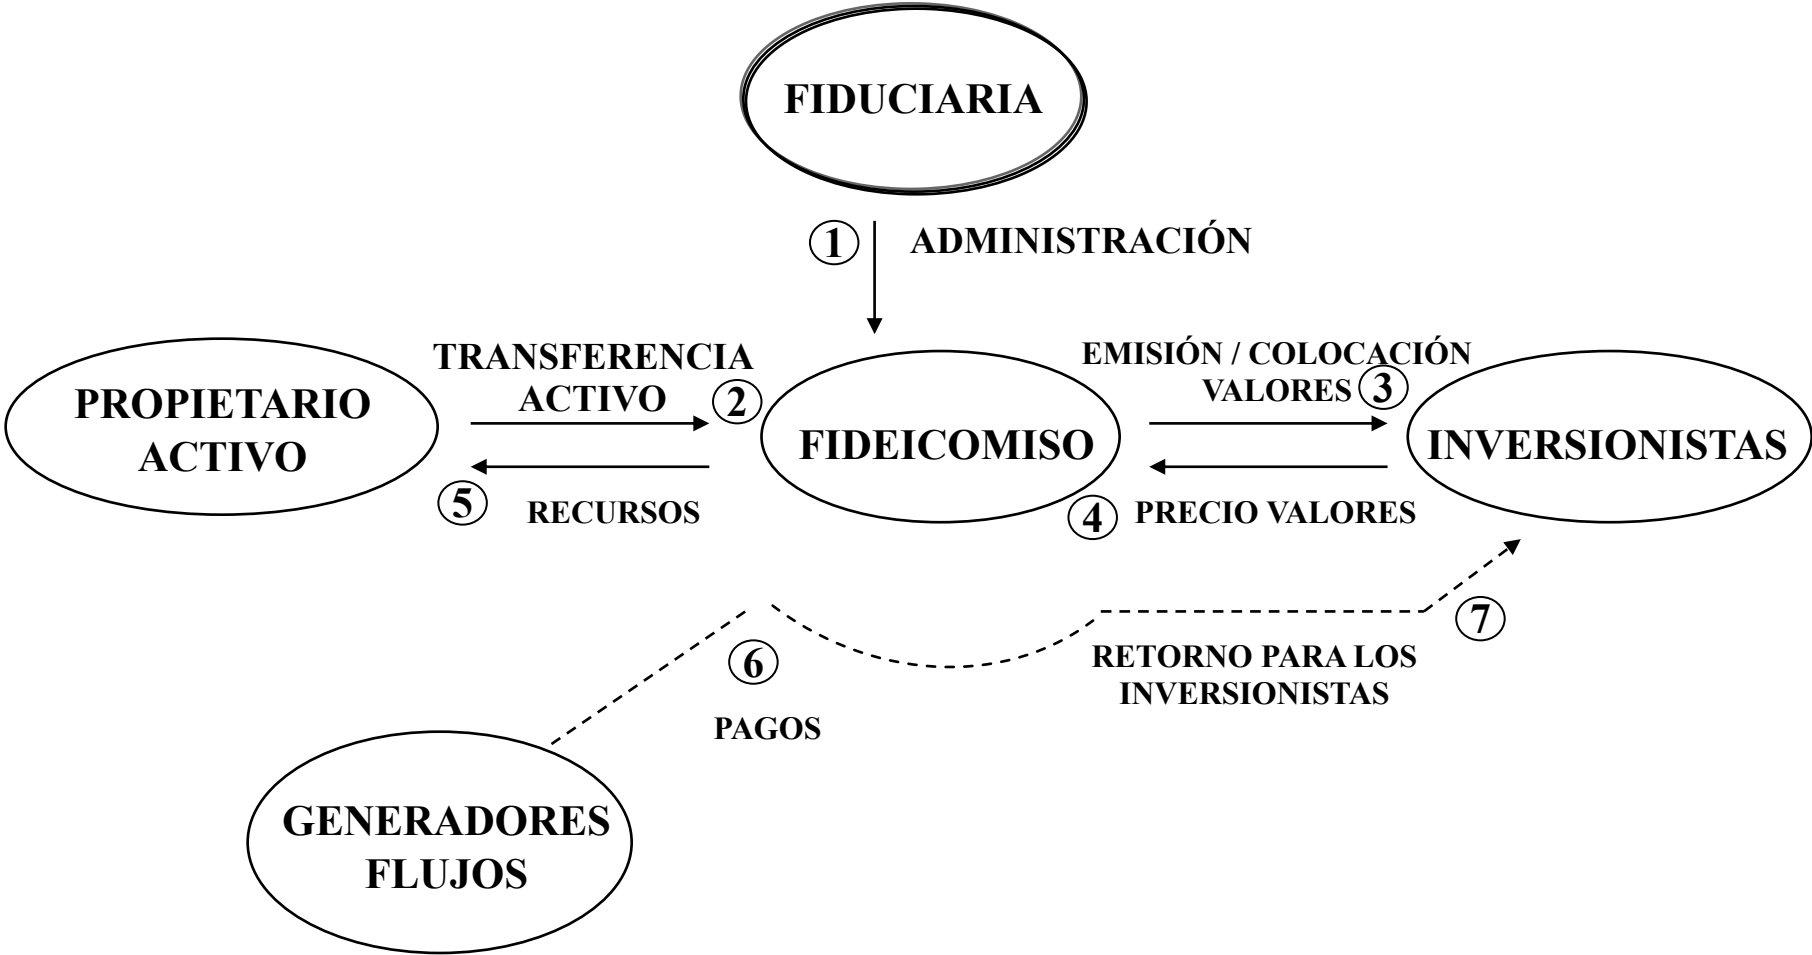 FIDUCIARIA
1
ADMINISTRACIÓN
PROPIETARIO
ACTIVO
TRANSFERENCIA
ACTIVO
2
FIDEICOMISO
EMISIÓN / COLOCACIÓN
VALORES
3
INVERSIONISTAS
5
RECURSOS
4
PRECIO VALORES
6
PAGOS
7
RETORNO PARA LOS
INVERSIONISTAS
GENERADORES
FLUJOS